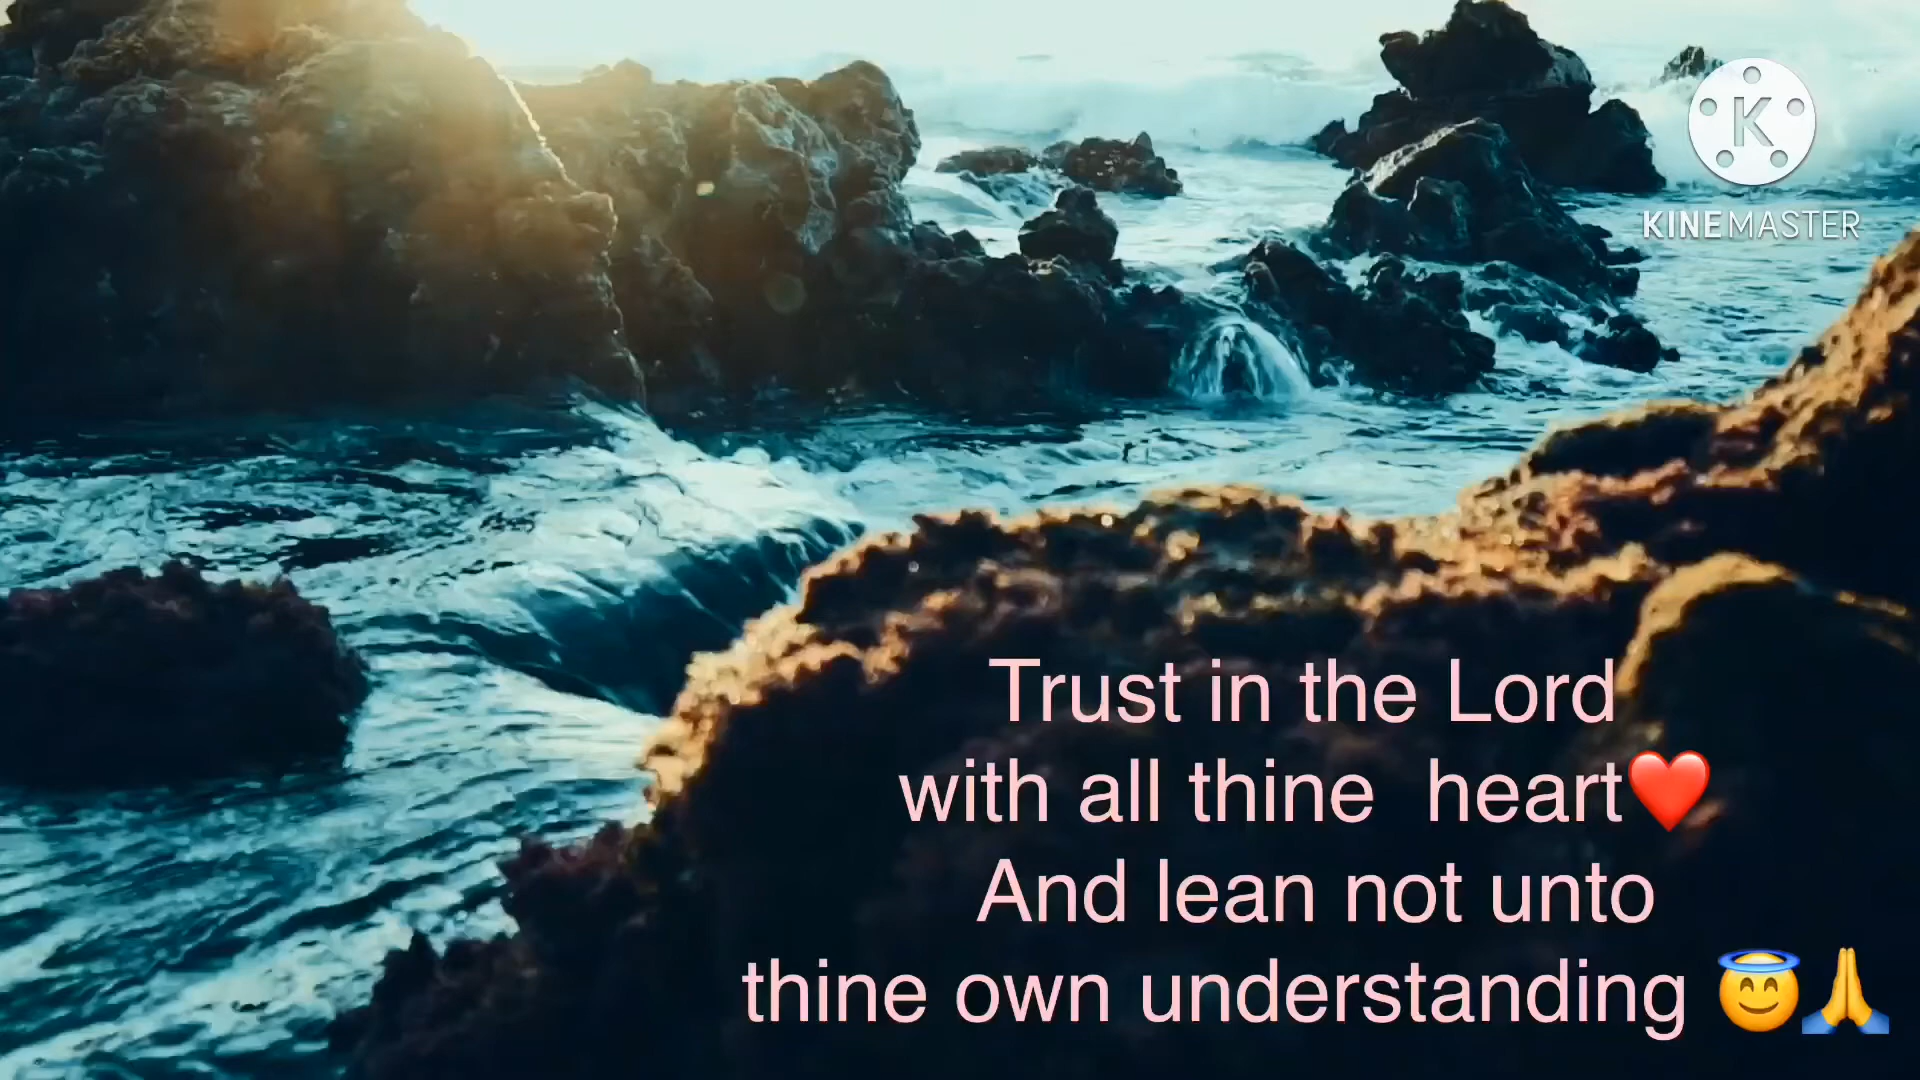 K
KINEMASTER
Trust in the Lord
with all thine  heart❤️
And lean not unto
thine own understanding 😇🙏